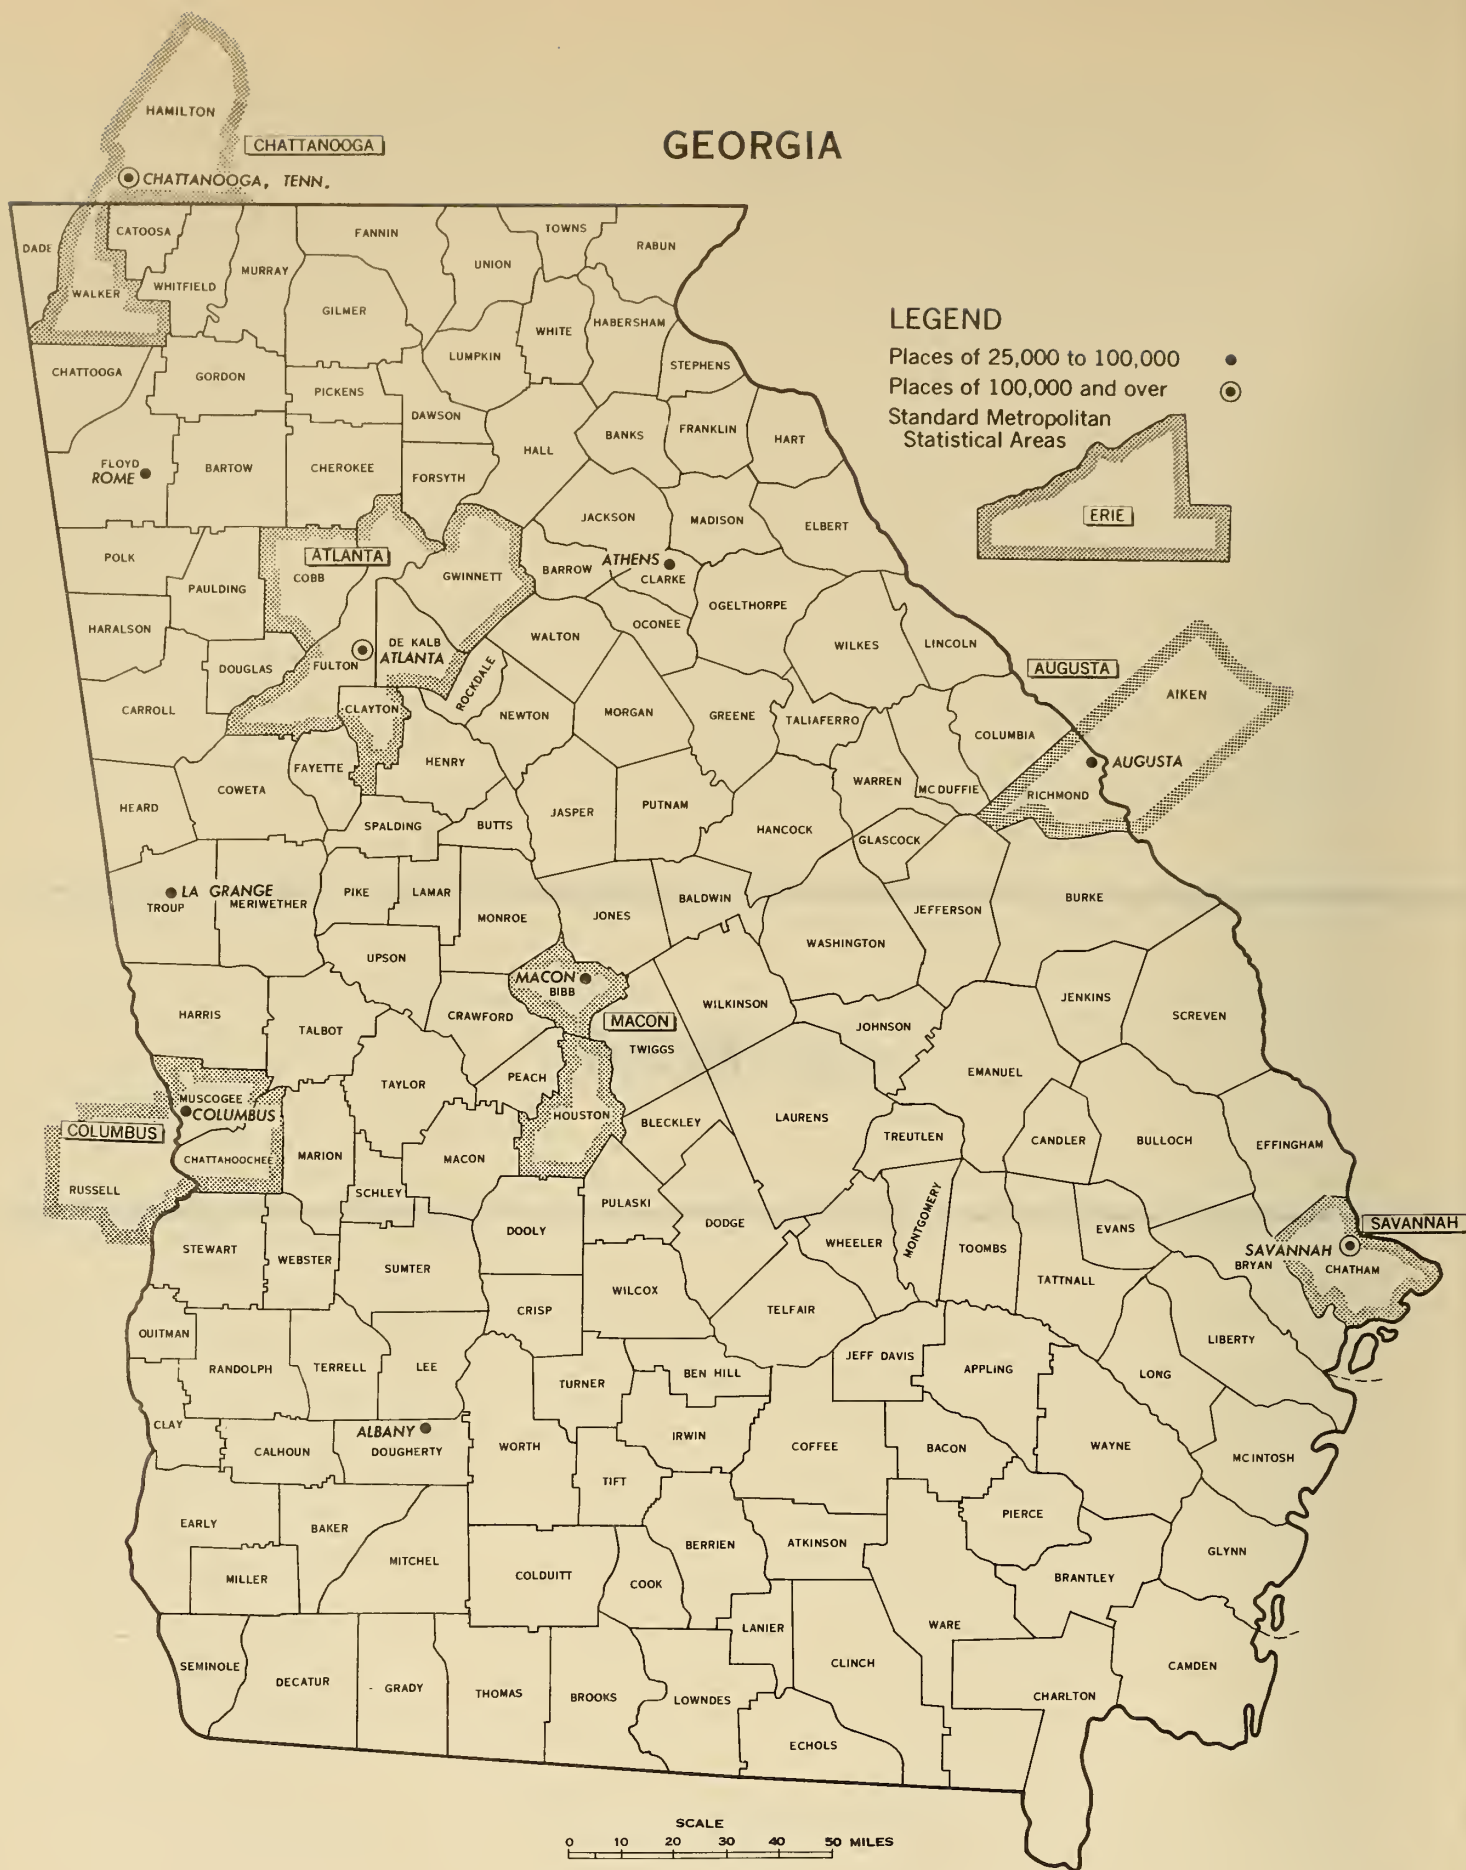 HAMILTON
CHATTANOOGA
GEORGIA
CHATTANOOGA, TENN.
DADE
CATOOSA
FANNIN
TOWNS
RABUN
UNION
MURRAY
WHITFIELD
WALKER
GILMER
WHITE
HABERSHAM
LUMPKIN
STEPHENS
LEGEND
Places of 25,000 to 100,000
Places of 100,000 and over
Standard Metropolitan
Statistical Areas
ERIE
CHATTOOGA
GORDON
PICKENS
DAWSON
BANKS
FRANKLIN
HART
HALL
FLOYD
ROME
BARTOW
CHEROKEE
FORSYTH
JACKSON
MADISON
ELBERT
POLK
ATLANTA
COBB
GWINNETT
BARROW
ATHENS
CLARKE
PAULDING
OGELTHORPE
HARALSON
OCONEE
WALTON
DE KALB
ATLANTA
WILKES
LINCOLN
DOUGLAS
FULTON
ROCKDALE
AUGUSTA
AIKEN
CARROLL
CLAYTON
NEWTON
MORGAN
GREENE
TALIAFERRO
COLUMBIA
FAYETTE
HENRY
AUGUSTA
COWETA
WARREN
MC DUFFIE
RICHMOND
HEARD
SPALDING
BUTTS
JASPER
PUTNAM
HANCOCK
GLASCOCK
LA GRANGE
TROUP
MERIWETHER
PIKE
LAMAR
MONROE
JONES
BALDWIN
JEFFERSON
BURKE
WASHINGTON
UPSON
MACON
BIBB
WILKINSON
JENKINS
HARRIS
TALBOT
CRAWFORD
MACON
JOHNSON
SCREVEN
TWIGGS
EMANUEL
PEACH
TAYLOR
MUSCOGEE
COLUMBUS
COLUMBUS
HOUSTON
BLECKLEY
LAURENS
TREUTLEN
CANDLER
BULLOCH
EFFINGHAM
CHATTAHOOCHEE
MARION
MACON
RUSSELL
SCHLEY
PULASKI
DODGE
MONTGOMERY
EVANS
SAVANNAH
DOOLY
WHEELER
TOOMBS
SAVANNAH
BRYAN
CHATHAM
STEWART
WEBSTER
SUMTER
TATTNALL
WILCOX
CRISP
TELFAIR
QUITMAN
LIBERTY
RANDOLPH
TERRELL
LEE
TURNER
BEN HILL
JEFF DAVIS
APPLING
LONG
CLAY
ALBANY
DOUGHERTY
CALHOUN
WORTH
IRWIN
COFFEE
BACON
WAYNE
MCINTOSH
TIFT
EARLY
BAKER
PIERCE
MITCHEL
BERRIEN
ATKINSON
GLYNN
MILLER
COLDUITT
COOK
BRANTLEY
LANIER
WARE
SEMINOLE
DECATUR
GRADY
THOMAS
BROOKS
LOWNDES
CLINCH
CHARLTON
CAMDEN
ECHOLS
SCALE
0 10 20 30 40 50 MILES